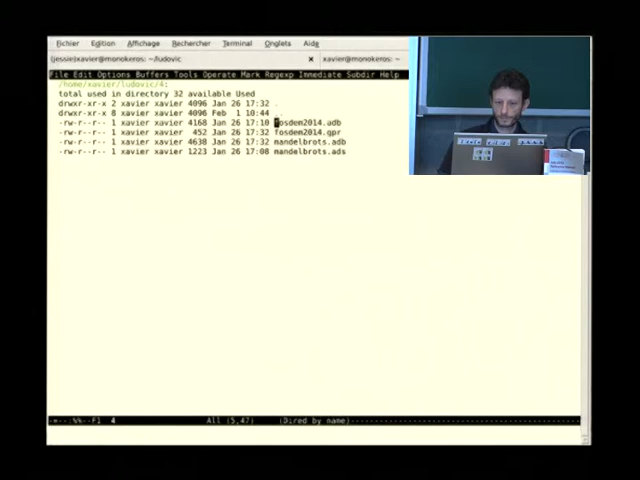 Fichier Edition Affichage Rechercher Terminal Onglets Aide
(jessie)xavier@monokeros: ~/ludovic x xavier@monokeros: ~
File Edit Options Buffers Tools Operate Mark Regexp Immediate Subdir Help
/home/xavier/ludovic/4:
total used in directory 32 available Used
drwxr-xr-x 2 xavier xavier 4096 Jan 26 17:32 .
drwxr-xr-x 8 xavier xavier 4096 Feb 1 10:44 ..
-rw-r--r-- 1 xavier xavier 4168 Jan 26 17:10 fosdem2014.adb
-rw-r--r-- 1 xavier xavier 452 Jan 26 17:32 fosdem2014.gpr
-rw-r--r-- 1 xavier xavier 4638 Jan 26 17:32 mandelbrots.adb
-rw-r--r-- 1 xavier xavier 1223 Jan 26 17:08 mandelbrots.ads
-=--:%%--F1 4 All (5,47) (Dired by name)